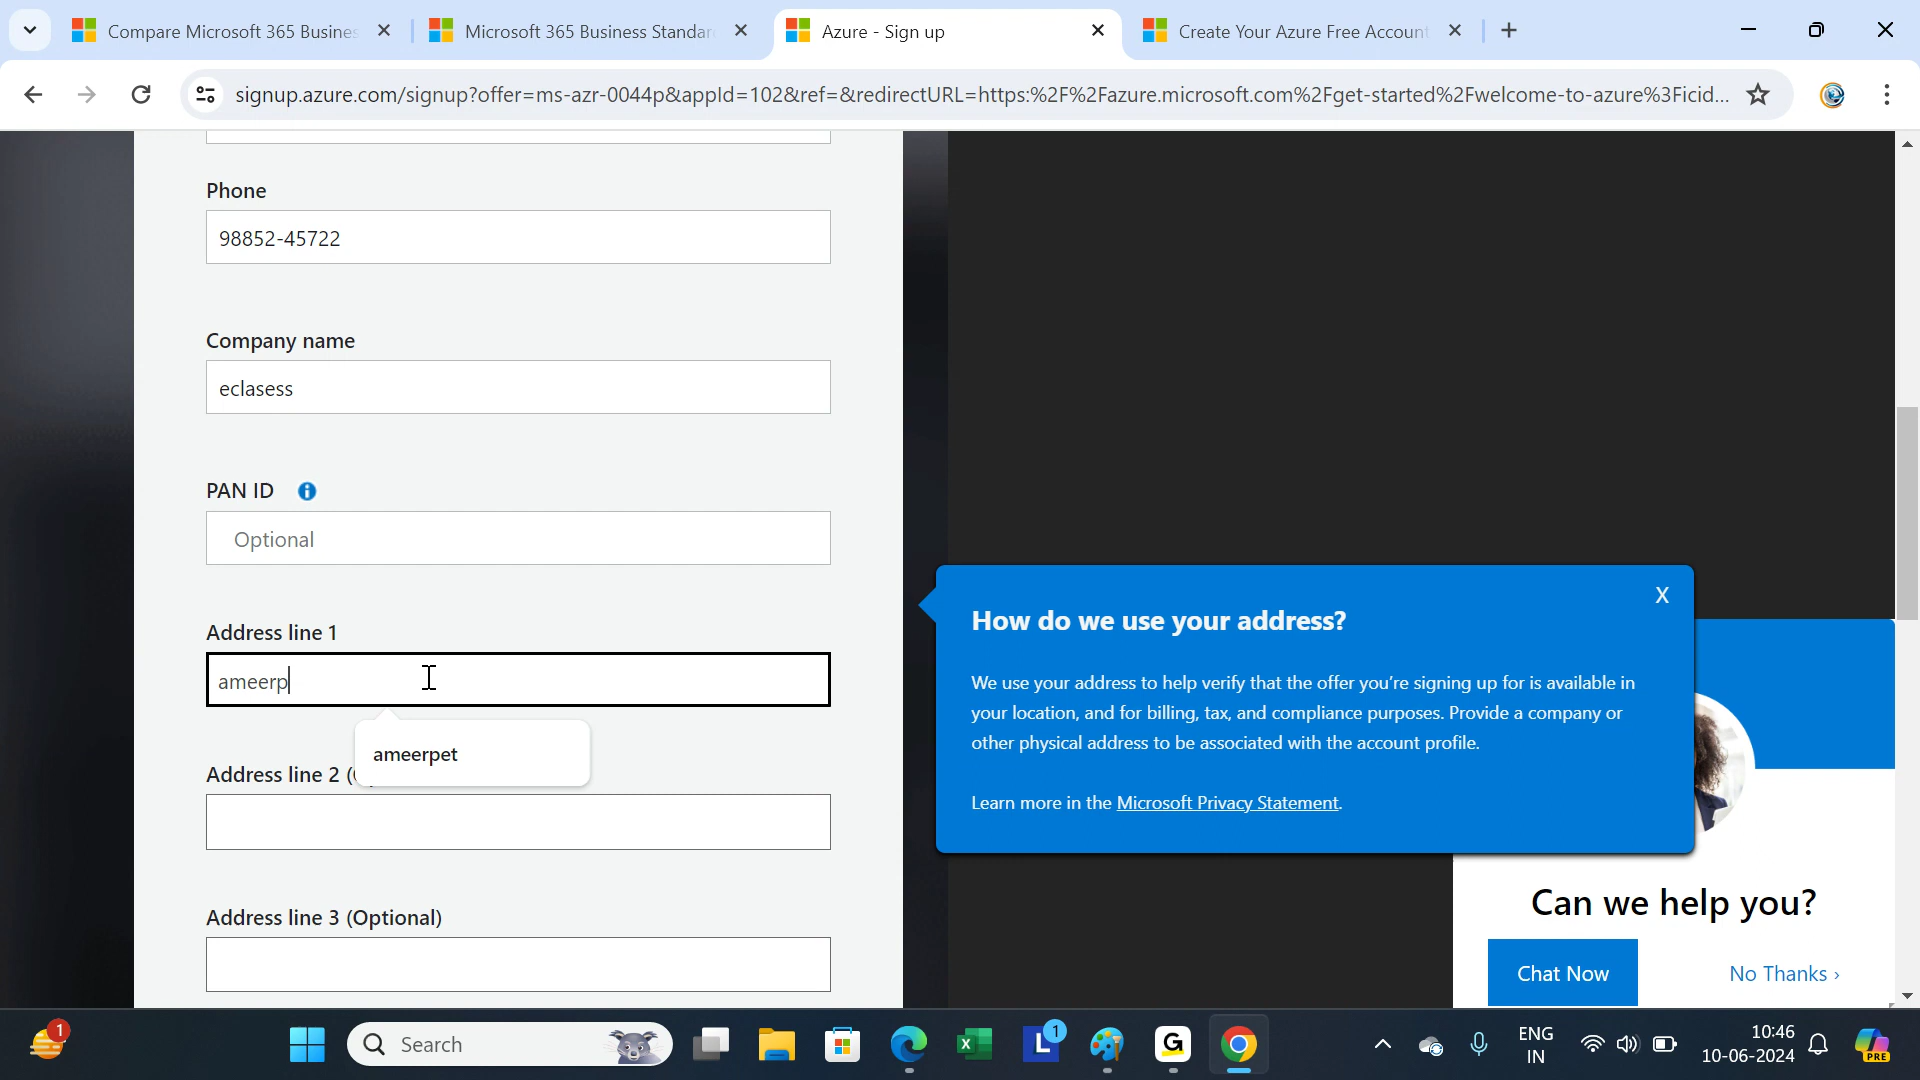 Compare Microsoft 365 Busines
Microsoft 365 Business Standar
Azure - Sign up
Create Your Azure Free Accoun
signup.azure.com/signup?offer=ms-azr-0044p&appId=102&ref=&redirectURL=https:%2F%2Fazure.microsoft.com%2Fget-started%2Fwelcome-to-azure%3Ficid...
Phone
98852-45722
Company name
eclasess
PAN ID
Optional
Address line 1
ameerp
ameerpet
Address line 2 (
Address line 3 (Optional)
X
How do we use your address?
We use your address to help verify that the offer you're signing up for is available in
your location, and for billing, tax, and compliance purposes. Provide a company or
other physical address to be associated with the account profile.
Learn more in the Microsoft Privacy Statement.
Can we help you?
Chat Now
No Thanks ›
1
Search
1
ENG
IN
10:46
10-06-2024
PRE